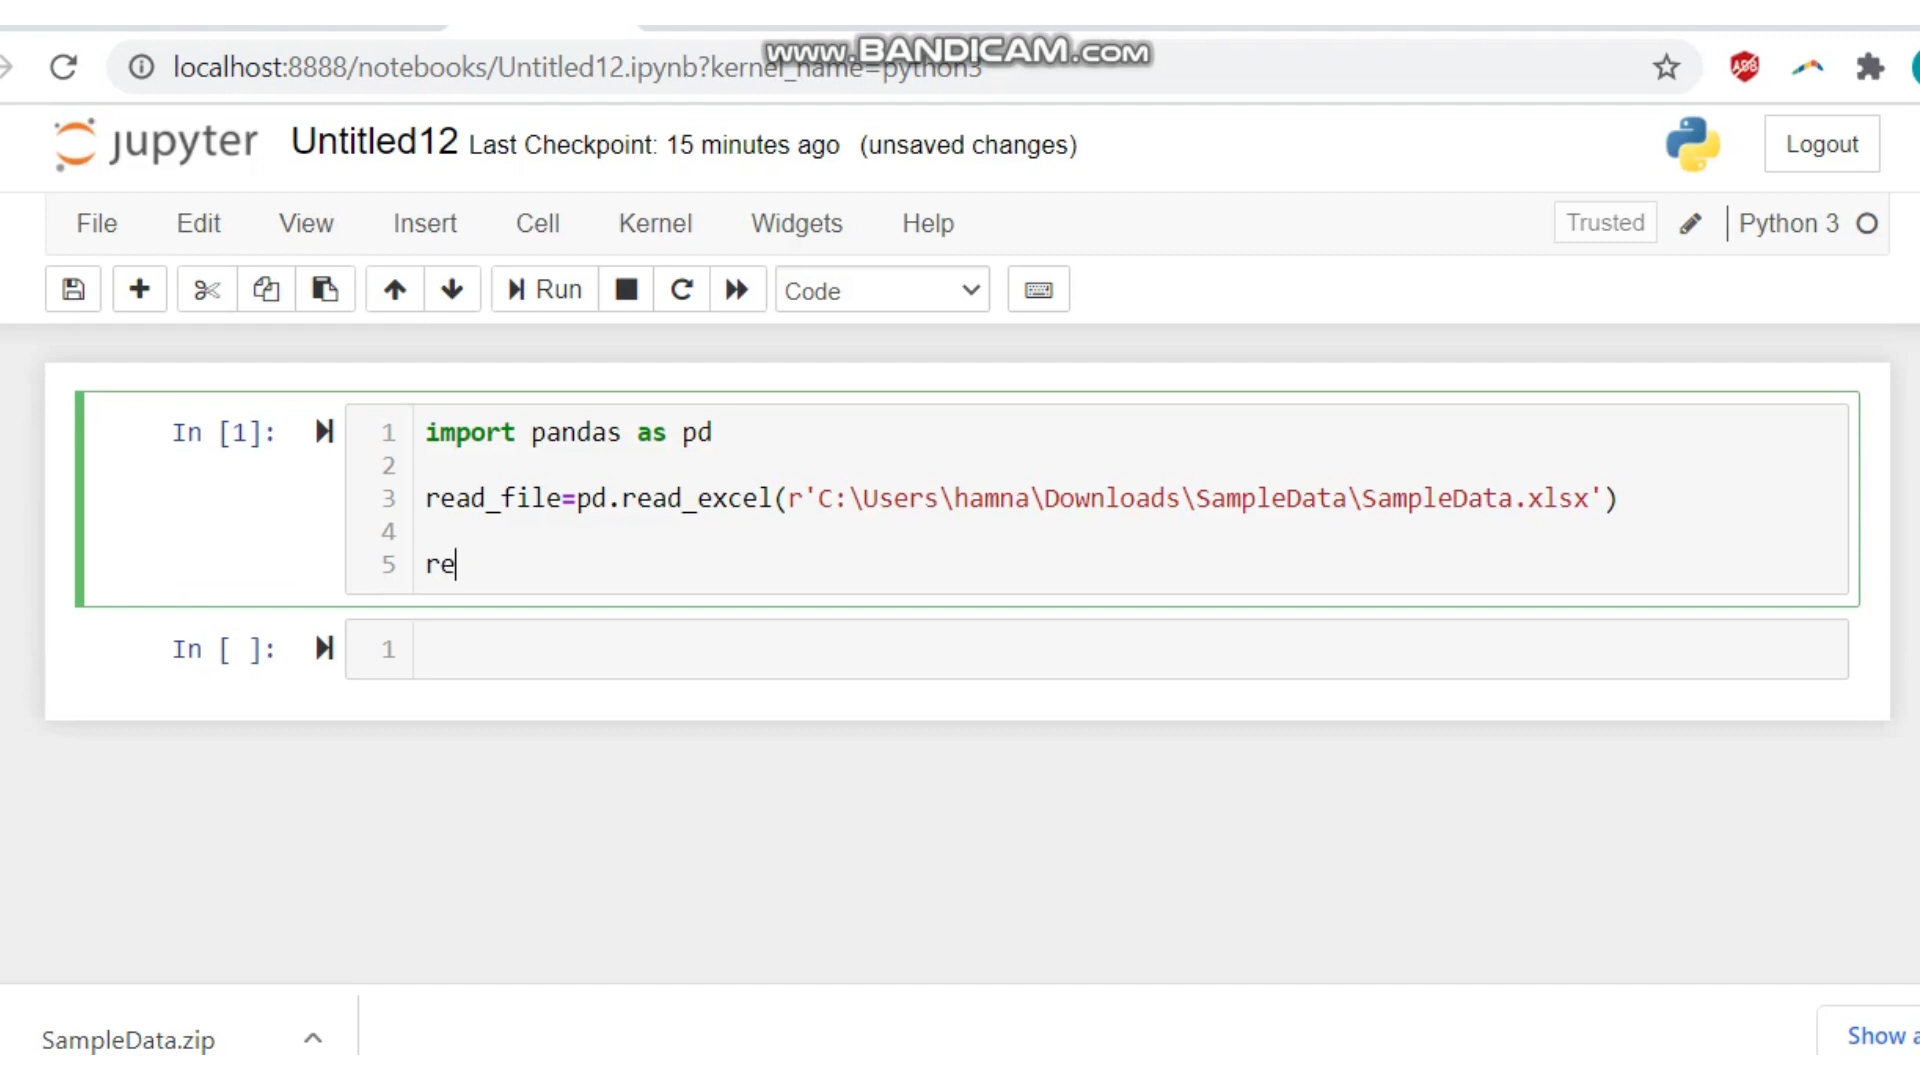 www.BANDICAM.com
localhost:8888/notebooks/Untitled12.ipynb?kernel_name=python3
ABP
jupyter Untitled12 Last Checkpoint: 15 minutes ago (unsaved changes)
Logout
File Edit View Insert Cell Kernel Widgets Help Trusted Python 3
Run Code
In [1]:
1 import pandas as pd
2
3 read_file=pd.read_excel(r'C:\Users\hamna\Downloads\SampleData\SampleData.xlsx')
4
5 re
In [ ]: 1
SampleData.zip
Show a